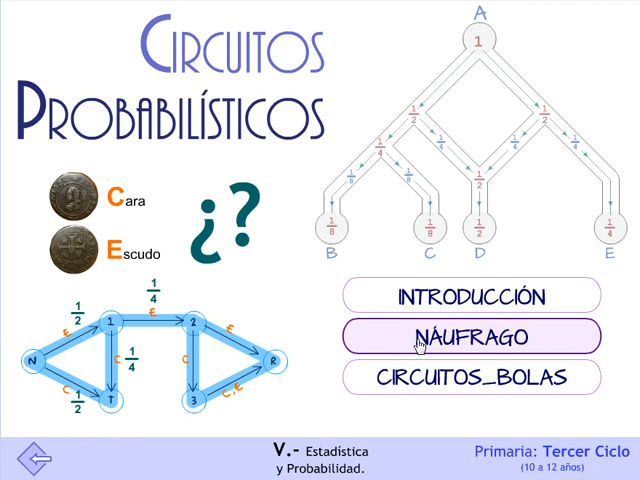 CIRCUITOS
PROBABILÍSTICOS
Cara
Escudo
¿?
A
1
1/2
1/2
1/4
1/4
1/4
1/4
1/8
1/8
1/2
1/8
1/8
1/2
1/4
B
C
D
E
1/4
1/2
E
1
E
2
E
N
C
1/4
C
R
C
1/2
T
3
C,E
INTRODUCCIÓN
NÁUFRAGO
CIRCUITOS_BOLAS
V.- Estadística
y Probabilidad.
Primaria: Tercer Ciclo
(10 a 12 años)